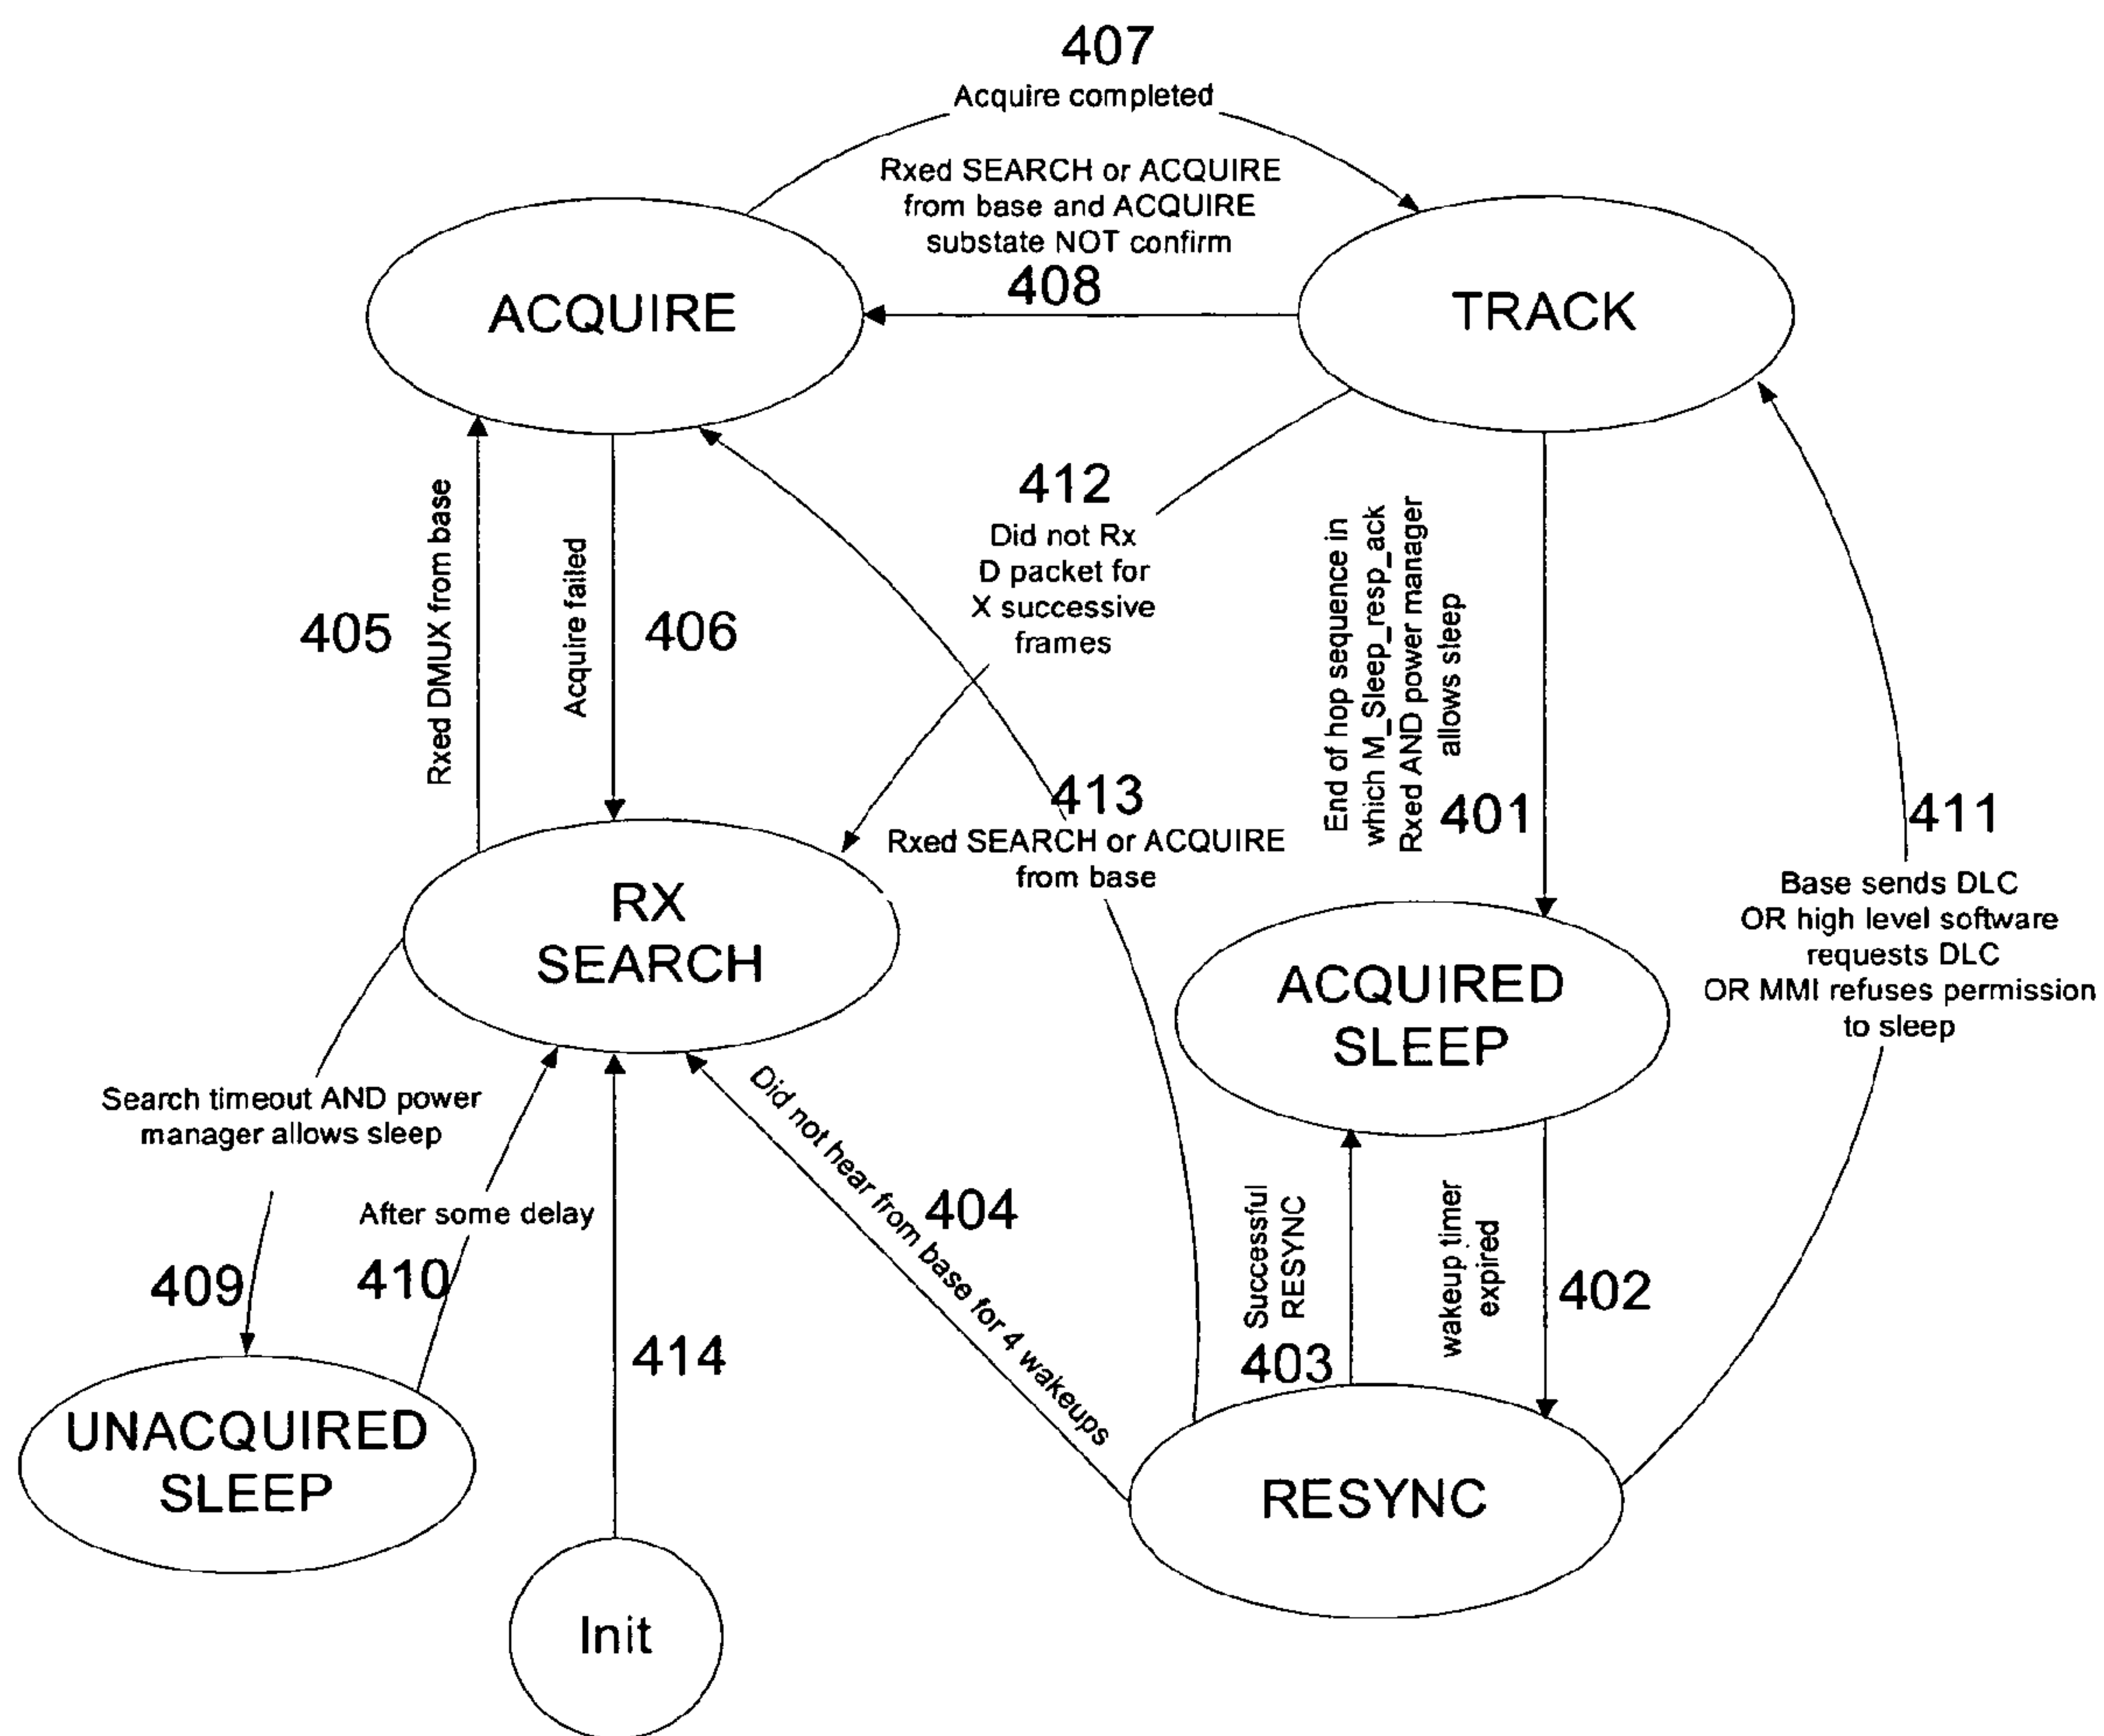 407
Acquire completed
Rxed SEARCH or ACQUIRE
from base and ACQUIRE
substate NOT confirm
408
ACQUIRE
TRACK
405
Rxed DMUX from base
Acquire failed
406
412
Did not Rx
D packet for
X successive
frames
End of hop sequence in
which M_Sleep_resp_ack
Rxed AND power manager
allows sleep
401
413
Rxed SEARCH or ACQUIRE
from base
411
Base sends DLC
OR high level software
requests DLC
OR MMI refuses permission
to sleep
RX
SEARCH
ACQUIRED
SLEEP
Search timeout AND power
manager allows sleep
After some delay
409
410
414
Did not hear from base for 4 wakeups
404
Successful
RESYNC
403
wakeup timer
expired
402
UNACQUIRED
SLEEP
RESYNC
Init